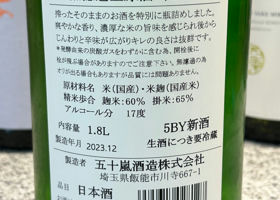 搾ったそのままのお酒を特別に瓶詰めしました。
爽やかな香り、濃厚な米の旨味を感じられ後から
じんわりと辛味が広がりキレの良さは抜群です。
*発酵由来の炭酸ガスをわずかに含む為、開栓後に
栓が飛ぶ場合がありますのでご注意下さい。無濾過の為
オリが出る場合もありますが品質には問題ありません。
原材料名 米(国産)・米麹(国産米)
精米歩合 麹米:60% 掛米:65%
アルコール分 17度
内容量 1.8L 5BY新酒
製造年月 2023.12 生酒につき要冷蔵
製造者 五十嵐酒造株式会社
埼玉県飯能市川寺667-1
品目 日本酒